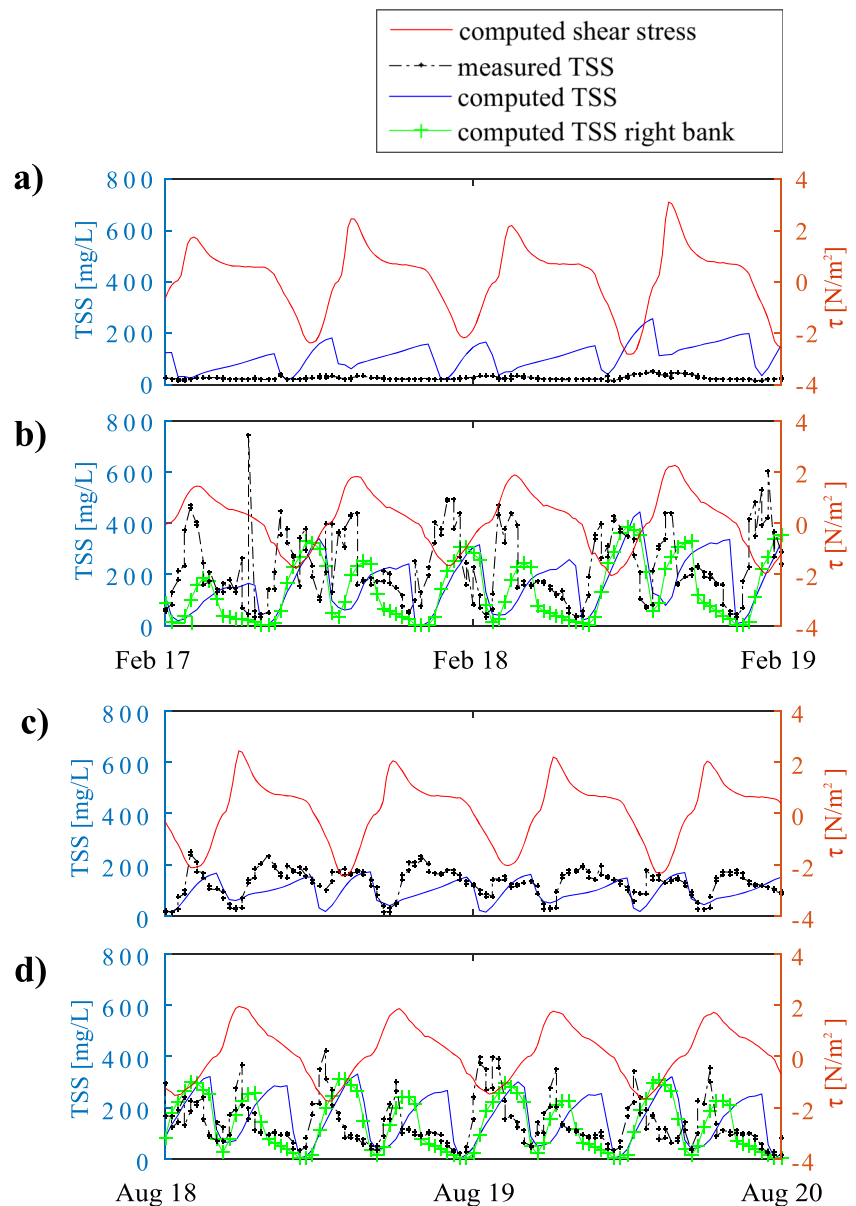 computed shear stress
measured TSS
computed TSS
computed TSS right bank
a)
800
600
400
200
0
TSS [mg/L]
4
2
0
-2
-4
τ [N/m²]
b)
800
600
400
200
0
TSS [mg/L]
4
2
0
-2
-4
τ [N/m²]
Feb 17
Feb 18
Feb 19
c)
800
600
400
200
0
TSS [mg/L]
4
2
0
-2
-4
τ [N/m²]
d)
800
600
400
200
0
TSS [mg/L]
4
2
0
-2
-4
τ [N/m²]
Aug 18
Aug 19
Aug 20